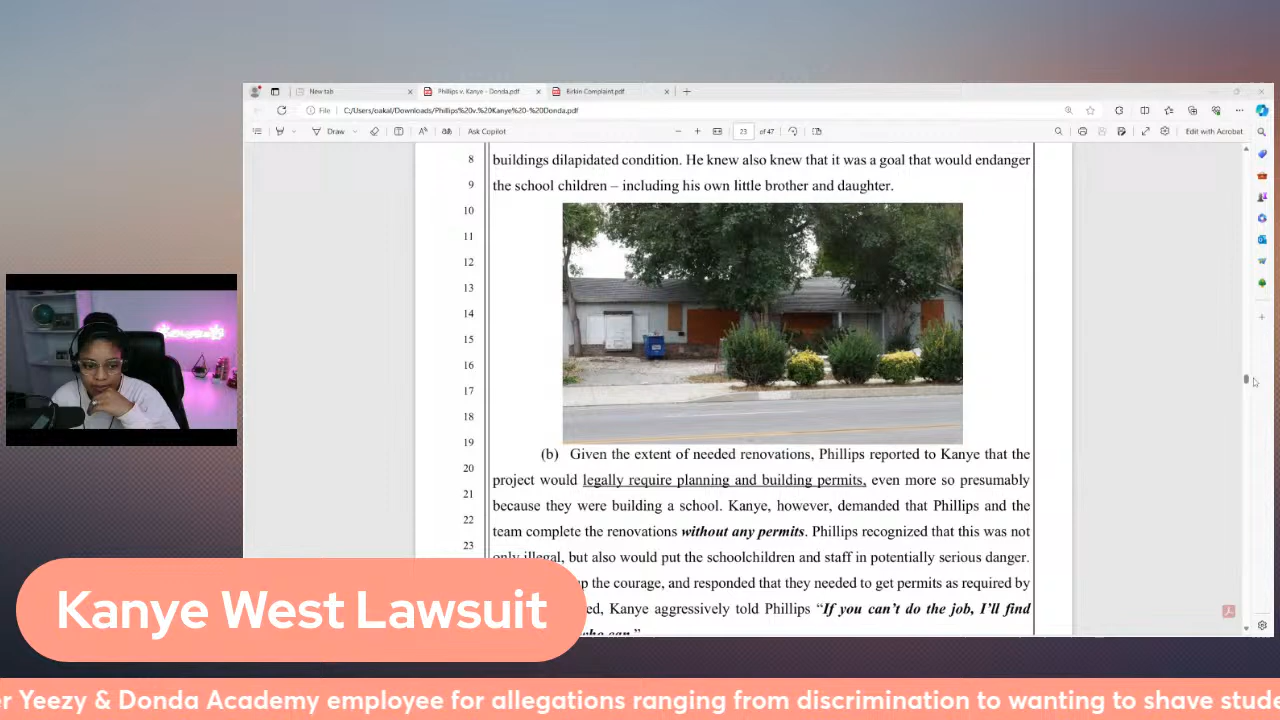 New tab
Phillips v. Kanye - Donda.pdf
Birkin Complaint.pdf
File
C:/Users/oakal/Downloads/Phillips%20v.%20Kanye%20-%20Donda.pdf
Draw
Ask Copilot
23
of 47
Edit with Acrobat
8 buildings dilapidated condition. He knew also knew that it was a goal that would endanger
9 the school children – including his own little brother and daughter.
10
11
12
13
14
15
16
17
18
19 (b) Given the extent of needed renovations, Phillips reported to Kanye that the
20 project would legally require planning and building permits, even more so presumably
21 because they were building a school. Kanye, however, demanded that Phillips and the
22 team complete the renovations without any permits. Phillips recognized that this was not
23 only illegal, but also would put the schoolchildren and staff in potentially serious danger.
the courage, and responded that they needed to get permits as required by
Kanye aggressively told Phillips “If you can’t do the job, I’ll find
can.”
Kanye West Lawsuit
Yeezy & Donda Academy employee for allegations ranging from discrimination to wanting to shave